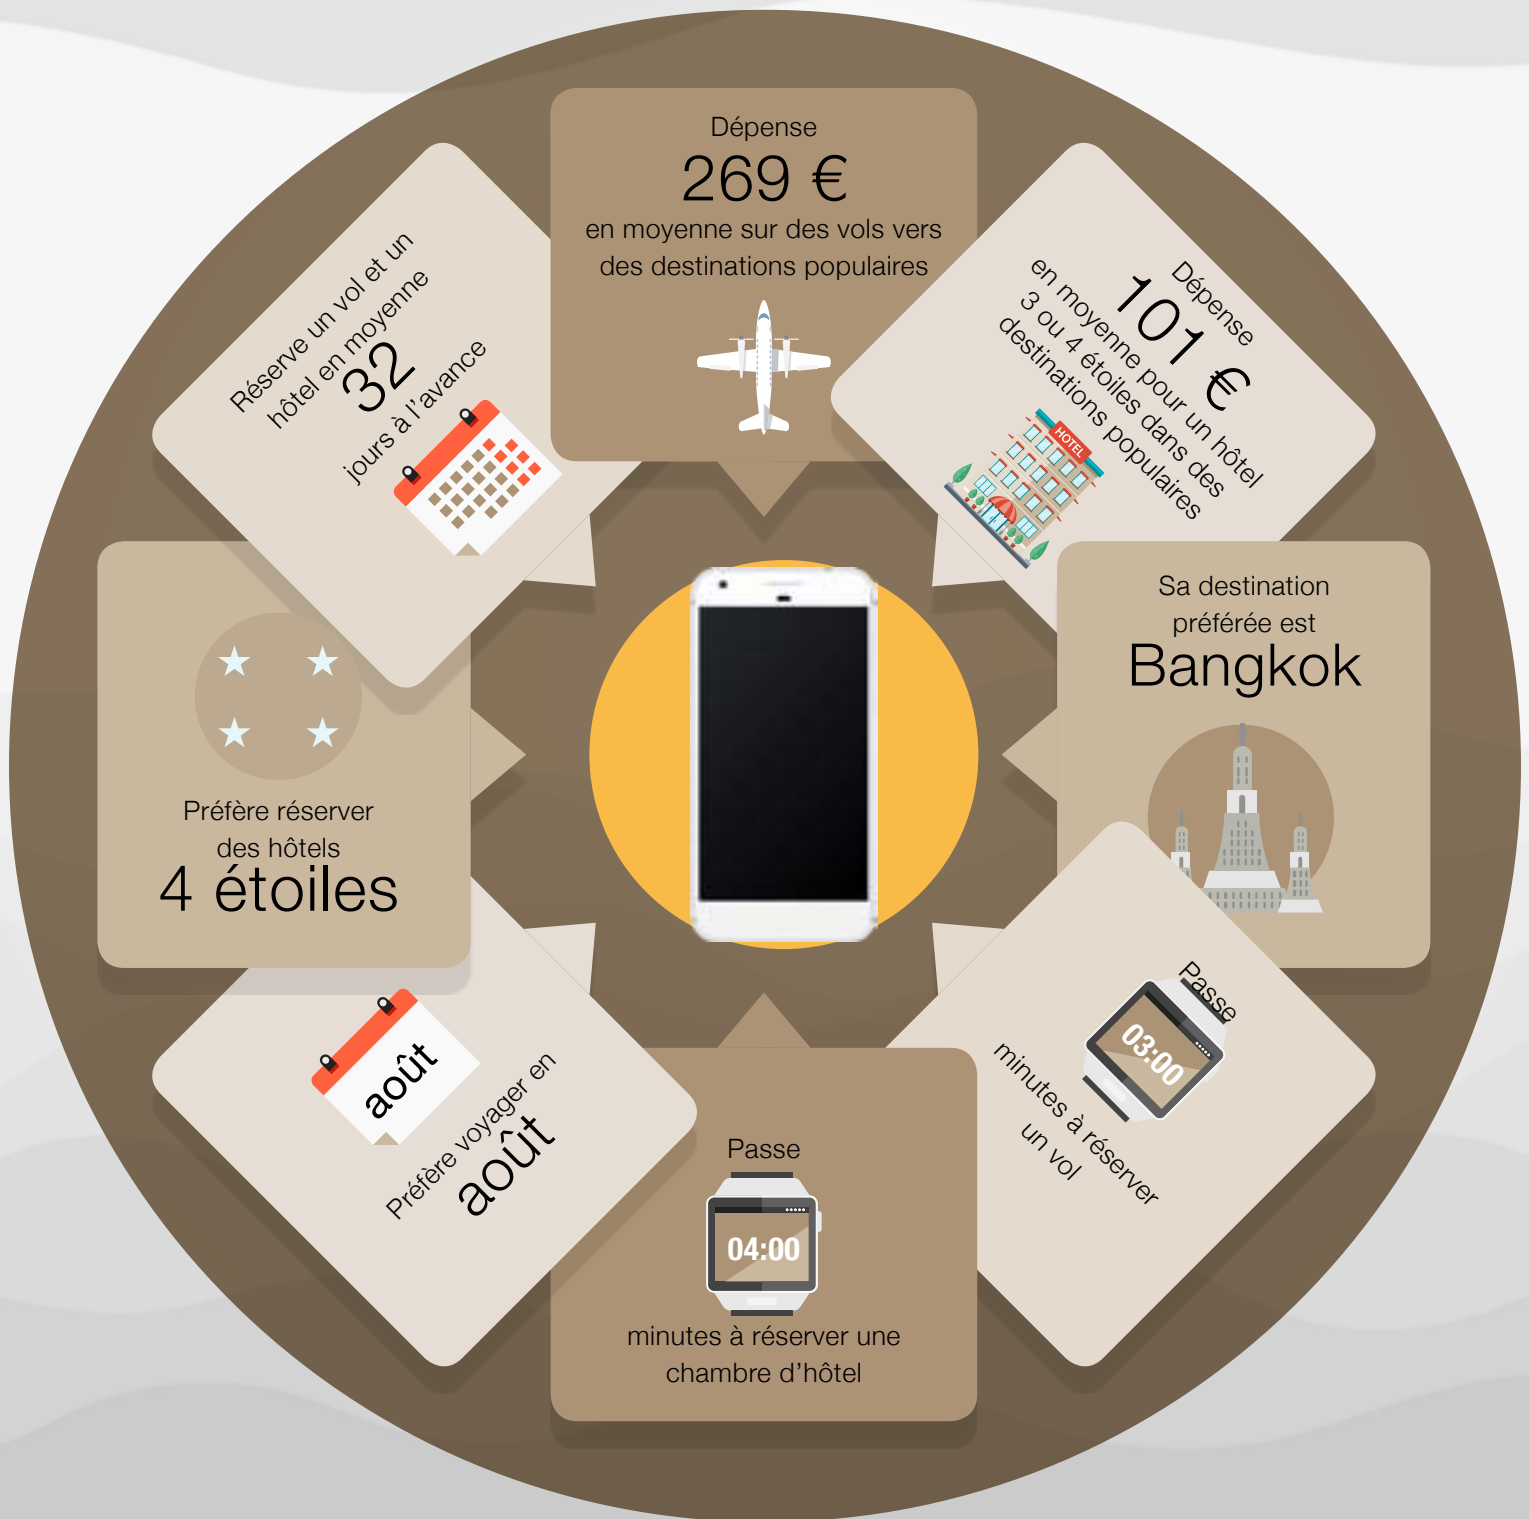 Dépense
269 €
en moyenne sur des vols vers
des destinations populaires
Dépense
101 €
en moyenne pour un hôtel
3 ou 4 étoiles dans des
destinations populaires
HOTEL
Sa destination
préférée est
Bangkok
Passe
03:00
minutes à réserver
un vol
Passe
04:00
minutes à réserver une
chambre d’hôtel
août
Préfère voyager en
août
Préfère réserver
des hôtels
4 étoiles
Réserve un vol et un
hôtel en moyenne
32
jours à l’avance